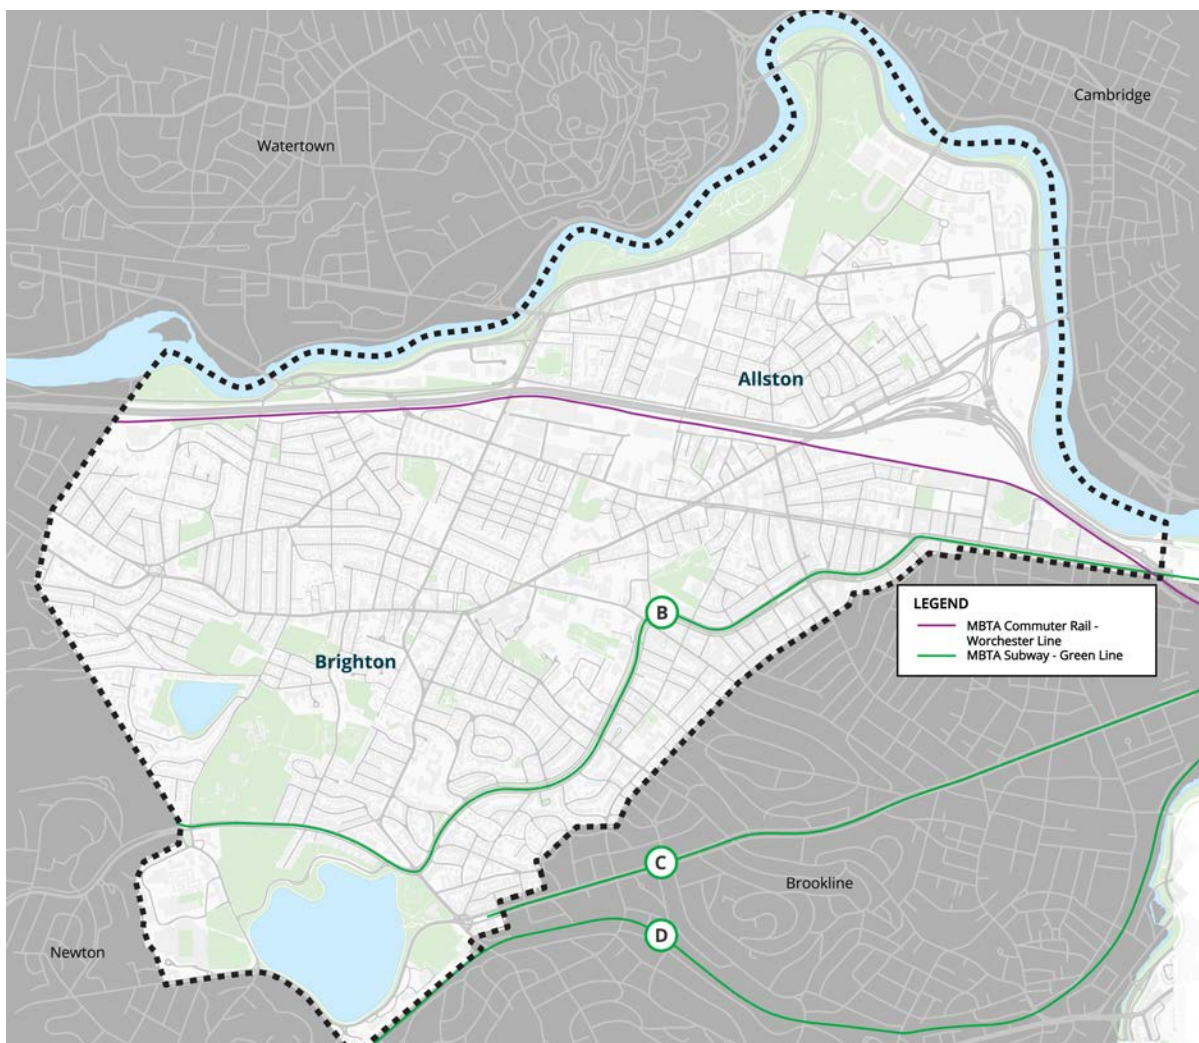 Cambridge
Watertown
Allston
B
LEGEND
MBTA Commuter Rail -
Worchester Line
MBTA Subway - Green Line
Brighton
C
Brookline
D
Newton